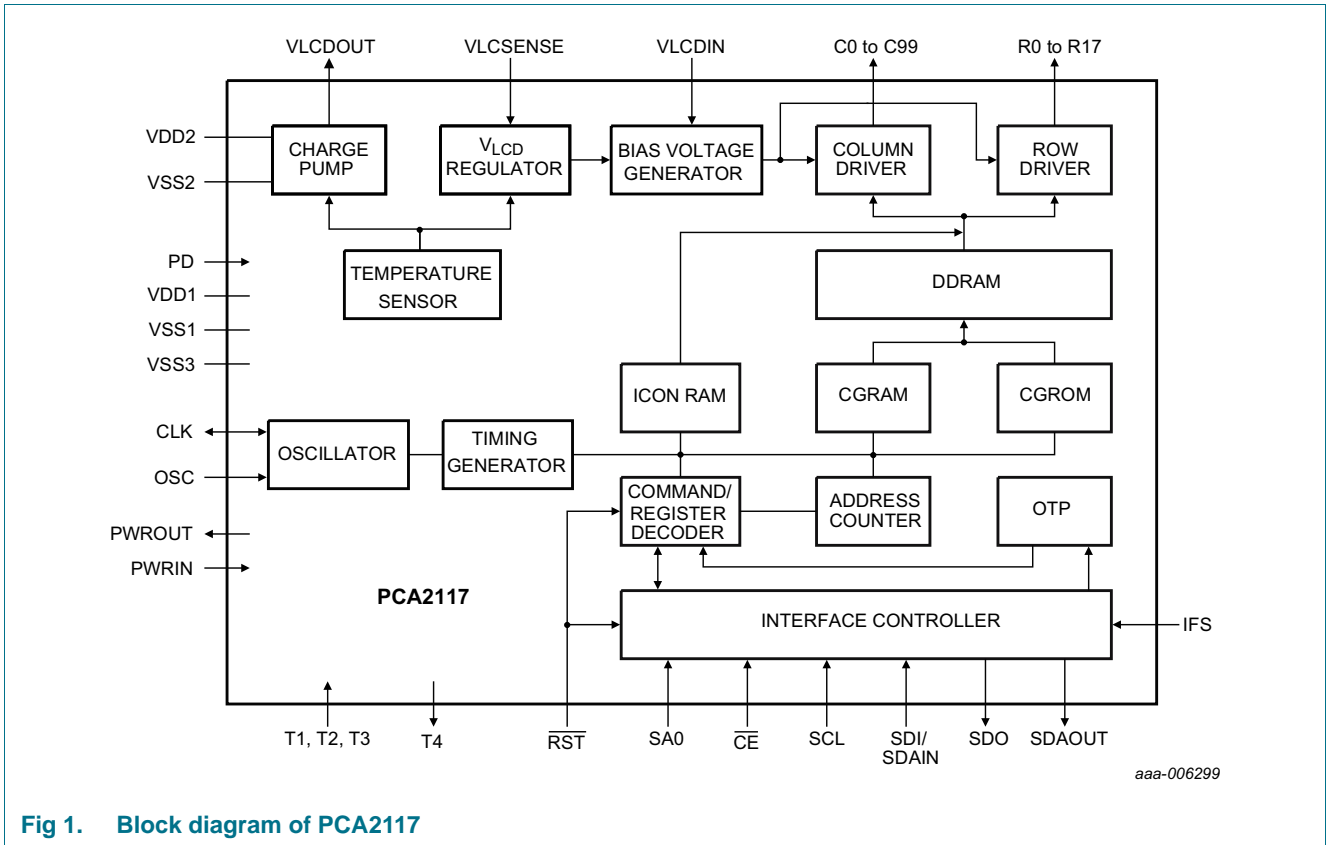 VLCDOUT VLCSENSE VLCDIN C0 to C99 R0 to R17
VDD2
VSS2
PD
VDD1
VSS1
VSS3
CLK
OSC
PWROUT
PWRIN
CHARGE
PUMP
VLCD
REGULATOR
BIAS VOLTAGE
GENERATOR
COLUMN
DRIVER
ROW
DRIVER
TEMPERATURE
SENSOR
DDRAM
ICON RAM
CGRAM
CGROM
OSCILLATOR
TIMING
GENERATOR
COMMAND/
REGISTER
DECODER
ADDRESS
COUNTER
OTP
PCA2117
INTERFACE CONTROLLER
IFS
T1, T2, T3
T4
RST
SA0
CE
SCL
SDI/
SDAIN
SDO
SDAOUT
aaa-006299
Fig 1. Block diagram of PCA2117